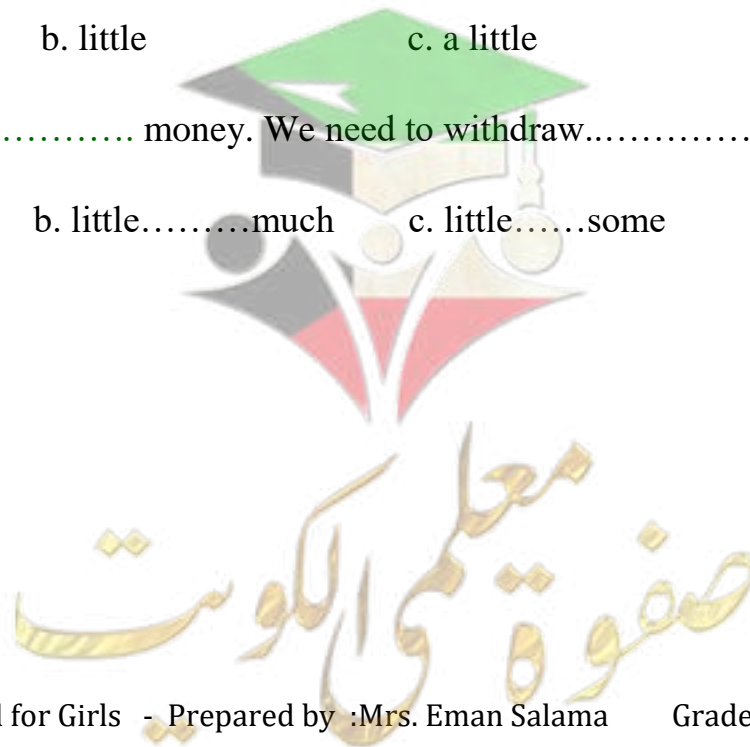 b. little c. a little
…………. money. We need to withdraw..…………
b. little………much c. little……some
صفوة معلمى الكويت
for Girls - Prepared by :Mrs. Eman Salama Grade